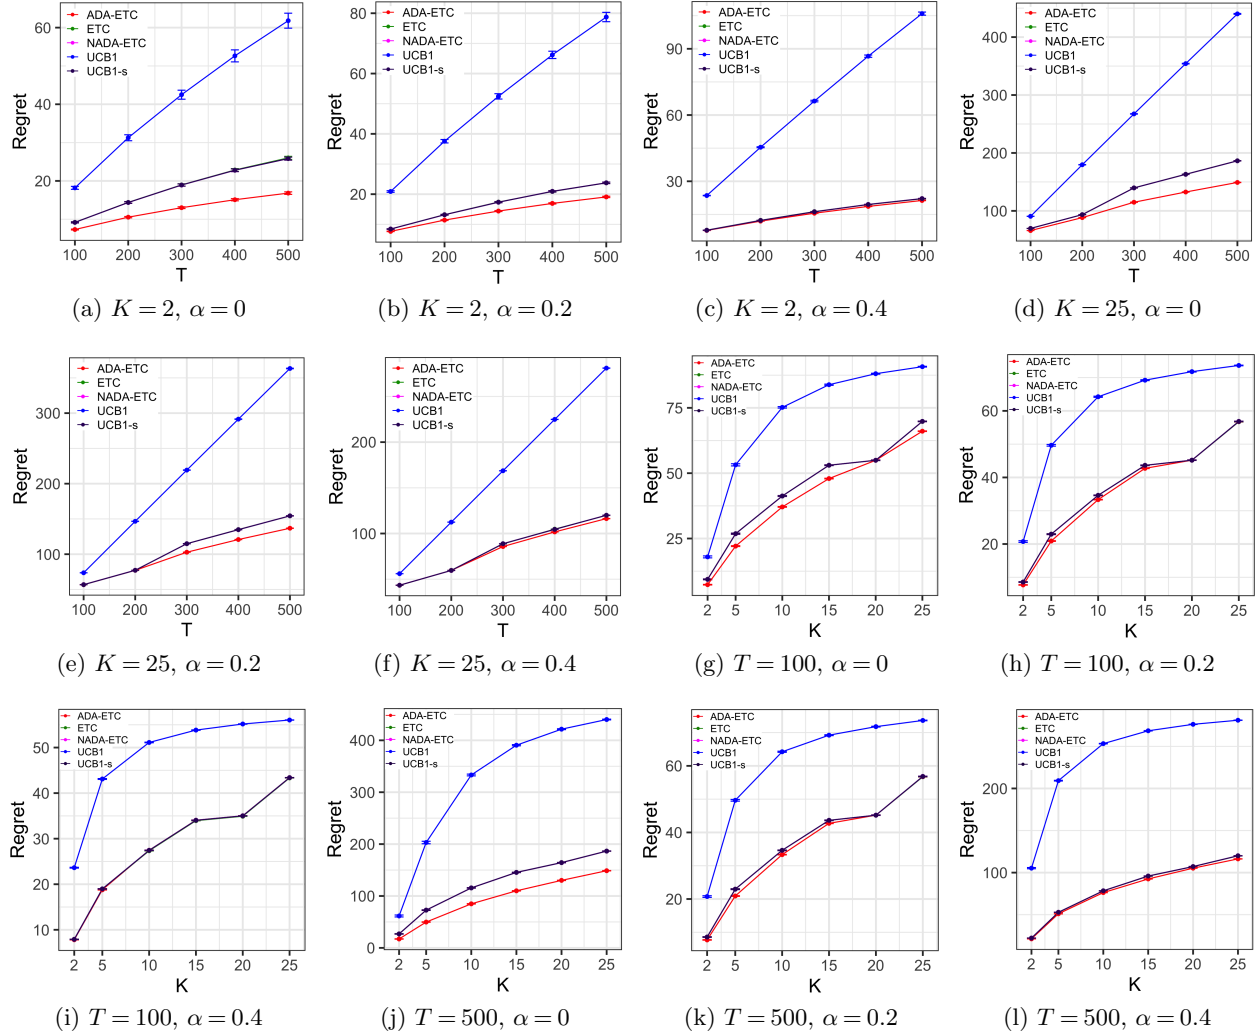 ADA-ETC
ETC
NADA-ETC
UCB1
UCB1-s
Regret
60
40
20
100 200 300 400 500
T
(a) K = 2, α = 0
ADA-ETC
ETC
NADA-ETC
UCB1
UCB1-s
Regret
80
60
40
20
100 200 300 400 500
T
(b) K = 2, α = 0.2
ADA-ETC
ETC
NADA-ETC
UCB1
UCB1-s
Regret
90
60
30
100 200 300 400 500
T
(c) K = 2, α = 0.4
ADA-ETC
ETC
NADA-ETC
UCB1
UCB1-s
Regret
400
300
200
100
100 200 300 400 500
T
(d) K = 25, α = 0
ADA-ETC
ETC
NADA-ETC
UCB1
UCB1-s
Regret
300
200
100
100 200 300 400 500
T
(e) K = 25, α = 0.2
ADA-ETC
ETC
NADA-ETC
UCB1
UCB1-s
Regret
200
100
100 200 300 400 500
T
(f) K = 25, α = 0.4
ADA-ETC
ETC
NADA-ETC
UCB1
UCB1-s
Regret
75
50
25
2 5 10 15 20 25
K
(g) T = 100, α = 0
ADA-ETC
ETC
NADA-ETC
UCB1
UCB1-s
Regret
60
40
20
2 5 10 15 20 25
K
(h) T = 100, α = 0.2
ADA-ETC
ETC
NADA-ETC
UCB1
UCB1-s
Regret
50
40
30
20
10
2 5 10 15 20 25
K
(i) T = 100, α = 0.4
ADA-ETC
ETC
NADA-ETC
UCB1
UCB1-s
Regret
400
300
200
100
0
2 5 10 15 20 25
K
(j) T = 500, α = 0
ADA-ETC
ETC
NADA-ETC
UCB1
UCB1-s
Regret
60
40
20
2 5 10 15 20 25
K
(k) T = 500, α = 0.2
ADA-ETC
ETC
NADA-ETC
UCB1
UCB1-s
Regret
200
100
2 5 10 15 20 25
K
(l) T = 500, α = 0.4